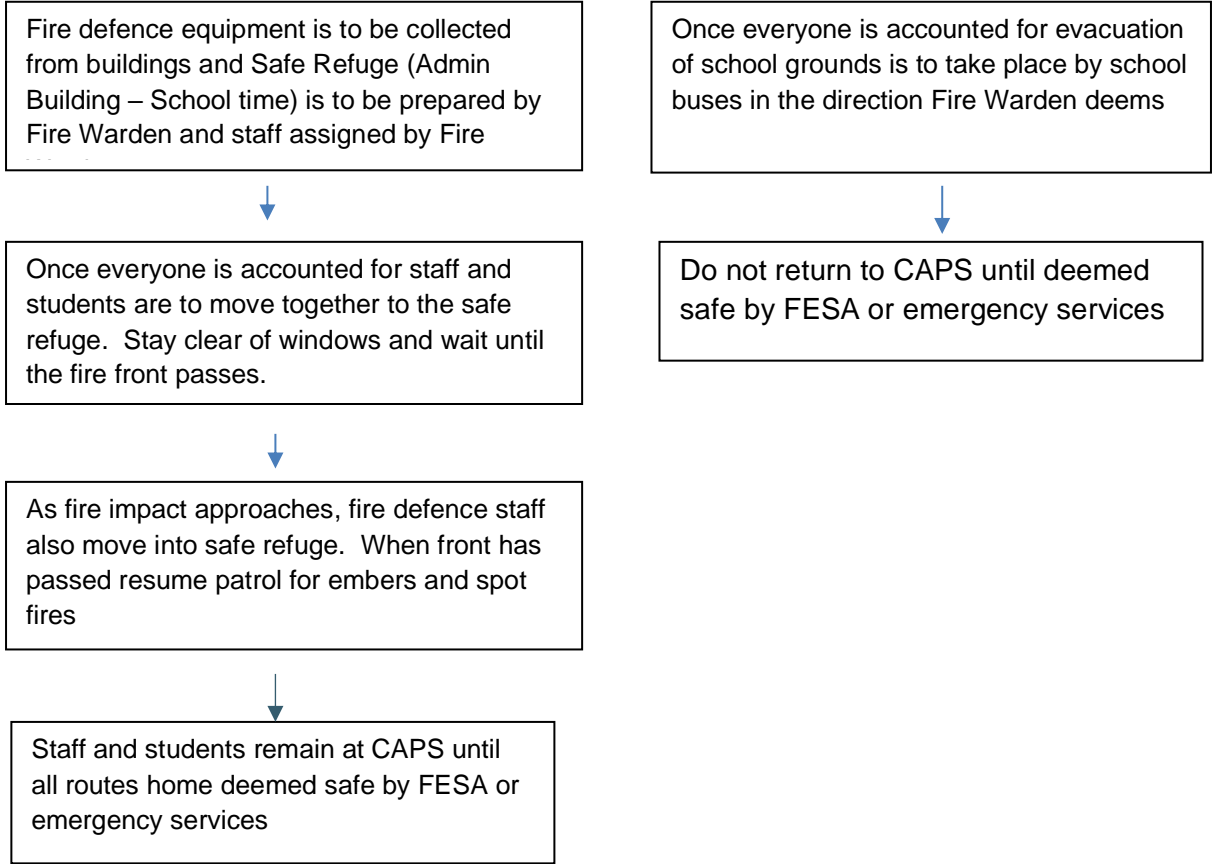 Fire defence equipment is to be collected
from buildings and Safe Refuge (Admin
Building – School time) is to be prepared by
Fire Warden and staff assigned by Fire
Once everyone is accounted for staff and
students are to move together to the safe
refuge.  Stay clear of windows and wait until
the fire front passes.
As fire impact approaches, fire defence staff
also move into safe refuge.  When front has
passed resume patrol for embers and spot
fires
Staff and students remain at CAPS until
all routes home deemed safe by FESA or
emergency services
Once everyone is accounted for evacuation
of school grounds is to take place by school
buses in the direction Fire Warden deems
Do not return to CAPS until deemed
safe by FESA or emergency services